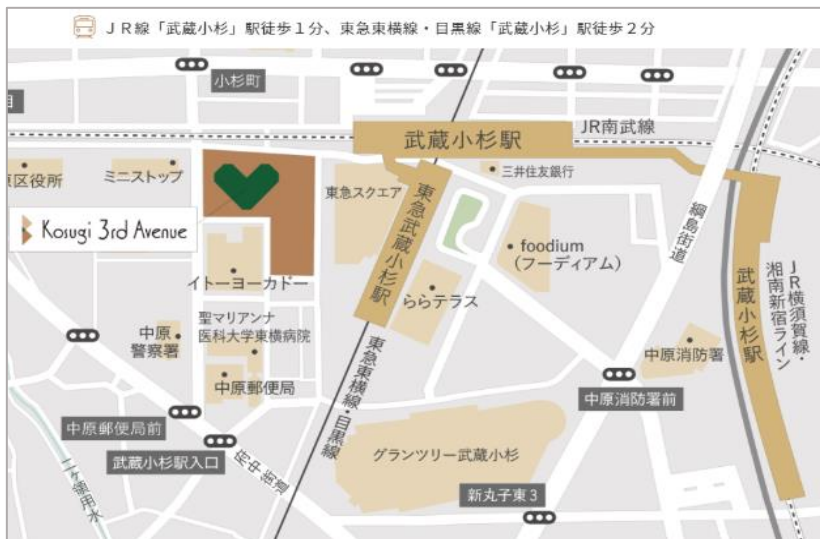 JR線「武蔵小杉」駅徒歩1分、東急東横線・目黒線「武蔵小杉」駅徒歩2分
小杉町
武蔵小杉駅
JR南武線
区役所
ミニストップ
東急スクエア
東急武蔵小杉駅
三井住友銀行
綱島街道
Kosugi 3rd Avenue
イトーヨーカドー
foodium
(フーディアム)
ららテラス
武蔵小杉駅
JR横須賀線・
湘南新宿ライン
中原
警察署
聖マリアンナ
医科大学東横病院
中原郵便局
東急東横線・目黒線
中原消防署
中原消防署前
中原郵便局前
武蔵小杉駅入口
府中街道
二ヶ領用水
グランツリー武蔵小杉
新丸子東3